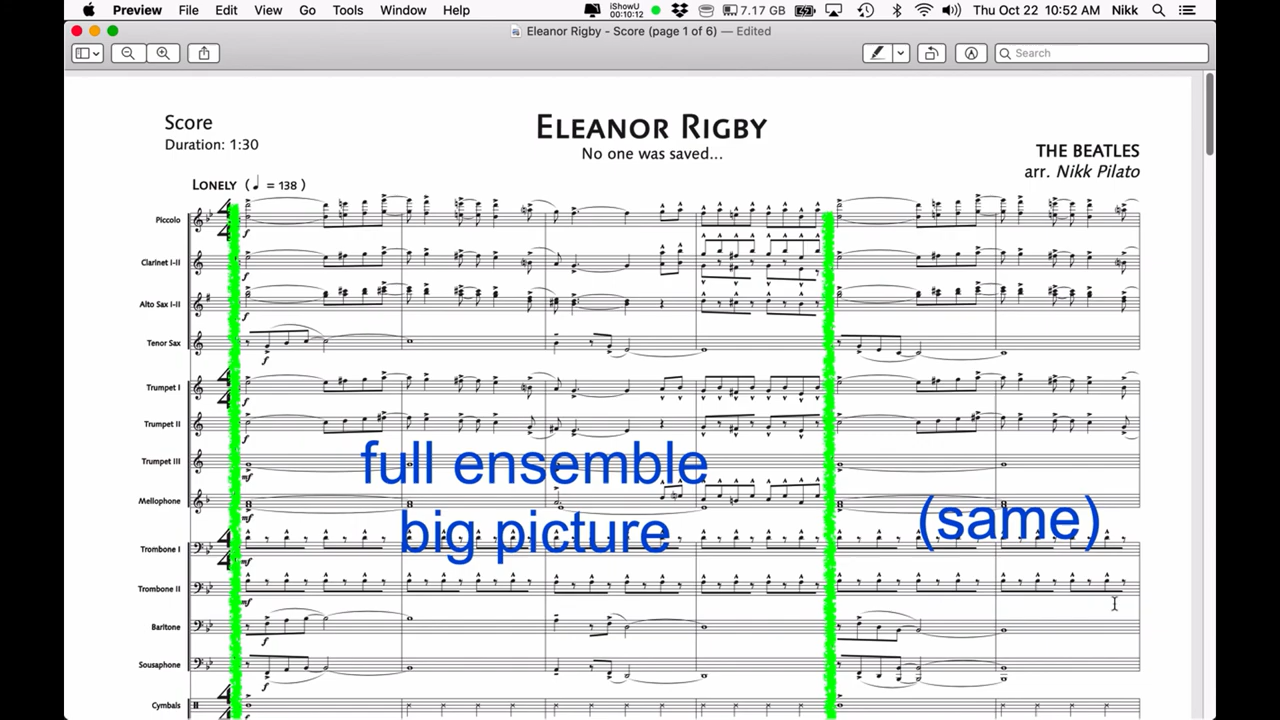 Preview File Edit View Go Tools Window Help iShowU 00:10:12 7.17 GB Thu Oct 22 10:52 AM Nikk
Eleanor Rigby - Score (page 1 of 6) — Edited
Search
Score
Duration: 1:30
ELEANOR RIGBY
No one was saved...
THE BEATLES
arr. Nikk Pilato
LONELY ( ♩ = 138 )
Piccolo
Clarinet I-II
Alto Sax I-II
Tenor Sax
Trumpet I
Trumpet II
Trumpet III
Mellophone
Trombone I
Trombone II
Baritone
Sousaphone
Cymbals
full ensemble
big picture
(same)